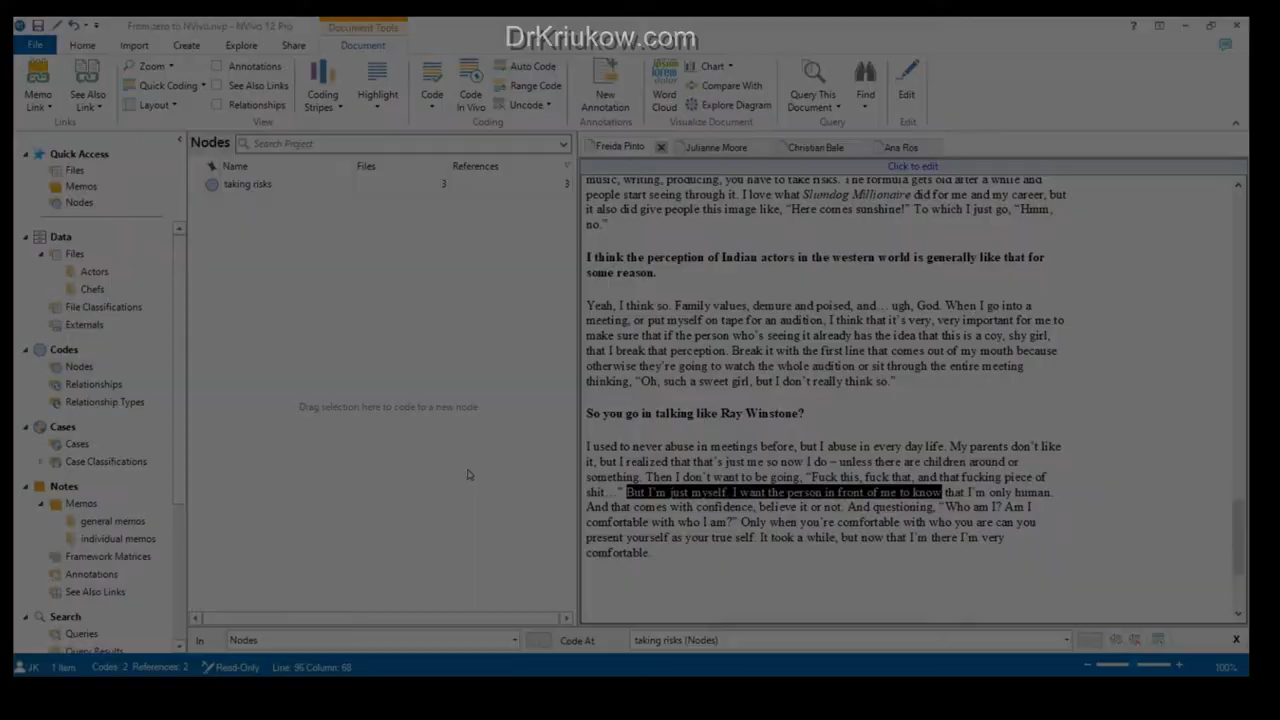 From zero to NVivo.nvp - NVivo 12 Pro
Document Tools
DrKriukow.com
File Home Import Create Explore Share Document
Memo Link
See Also Link
Links
Zoom
Quick Coding
Layout
Annotations
See Also Links
Relationships
View
Coding Stripes
Highlight
Code
Code In Vivo
Auto Code
Range Code
Uncode
Coding
New Annotation
Annotations
Word Cloud
Chart
Compare With
Explore Diagram
Visualize Document
Query This Document
Find
Query
Edit
Edit
Quick Access
Files
Memos
Nodes
Data
Files
Actors
Chefs
File Classifications
Externals
Codes
Nodes
Relationships
Relationship Types
Cases
Cases
Case Classifications
Notes
Memos
general memos
individual memos
Framework Matrices
Annotations
See Also Links
Search
Queries
Query Results
Nodes
Search Project
Name Files References
taking risks 3 3
Drag selection here to code to a new node
Freida Pinto Julianne Moore Christian Bale Ana Ros
Click to edit
music, writing, producing, you have to take risks. The formula gets old after a while and
people start seeing through it. I love what Slumdog Millionaire did for me and my career, but
it also did give people this image like, “Here comes sunshine!” To which I just go, “Hmm,
no.”
I think the perception of Indian actors in the western world is generally like that for
some reason.
Yeah, I think so. Family values, demure and poised, and… ugh, God. When I go into a
meeting, or put myself on tape for an audition, I think that it’s very, very important for me to
make sure that if the person who’s seeing it already has the idea that this is a coy, shy girl,
that I break that perception. Break it with the first line that comes out of my mouth because
otherwise they’re going to watch the whole audition or sit through the entire meeting
thinking, “Oh, such a sweet girl, but I don’t really think so.”
So you go in talking like Ray Winstone?
I used to never abuse in meetings before, but I abuse in every day life. My parents don’t like
it, but I realized that that’s just me so now I do – unless there are children around or
something. Then I don’t want to be going, “Fuck this, fuck that, and that fucking piece of
shit…” But I’m just myself. I want the person in front of me to know that I’m only human.
And that comes with confidence, believe it or not. And questioning, “Who am I? Am I
comfortable with who I am?” Only when you’re comfortable with who you are can you
present yourself as your true self. It took a while, but now that I’m there I’m very
comfortable.
In Nodes Code At taking risks (Nodes)
JK 1 Item Codes: 2 References: 2 Read-Only Line: 96 Column: 68 100%